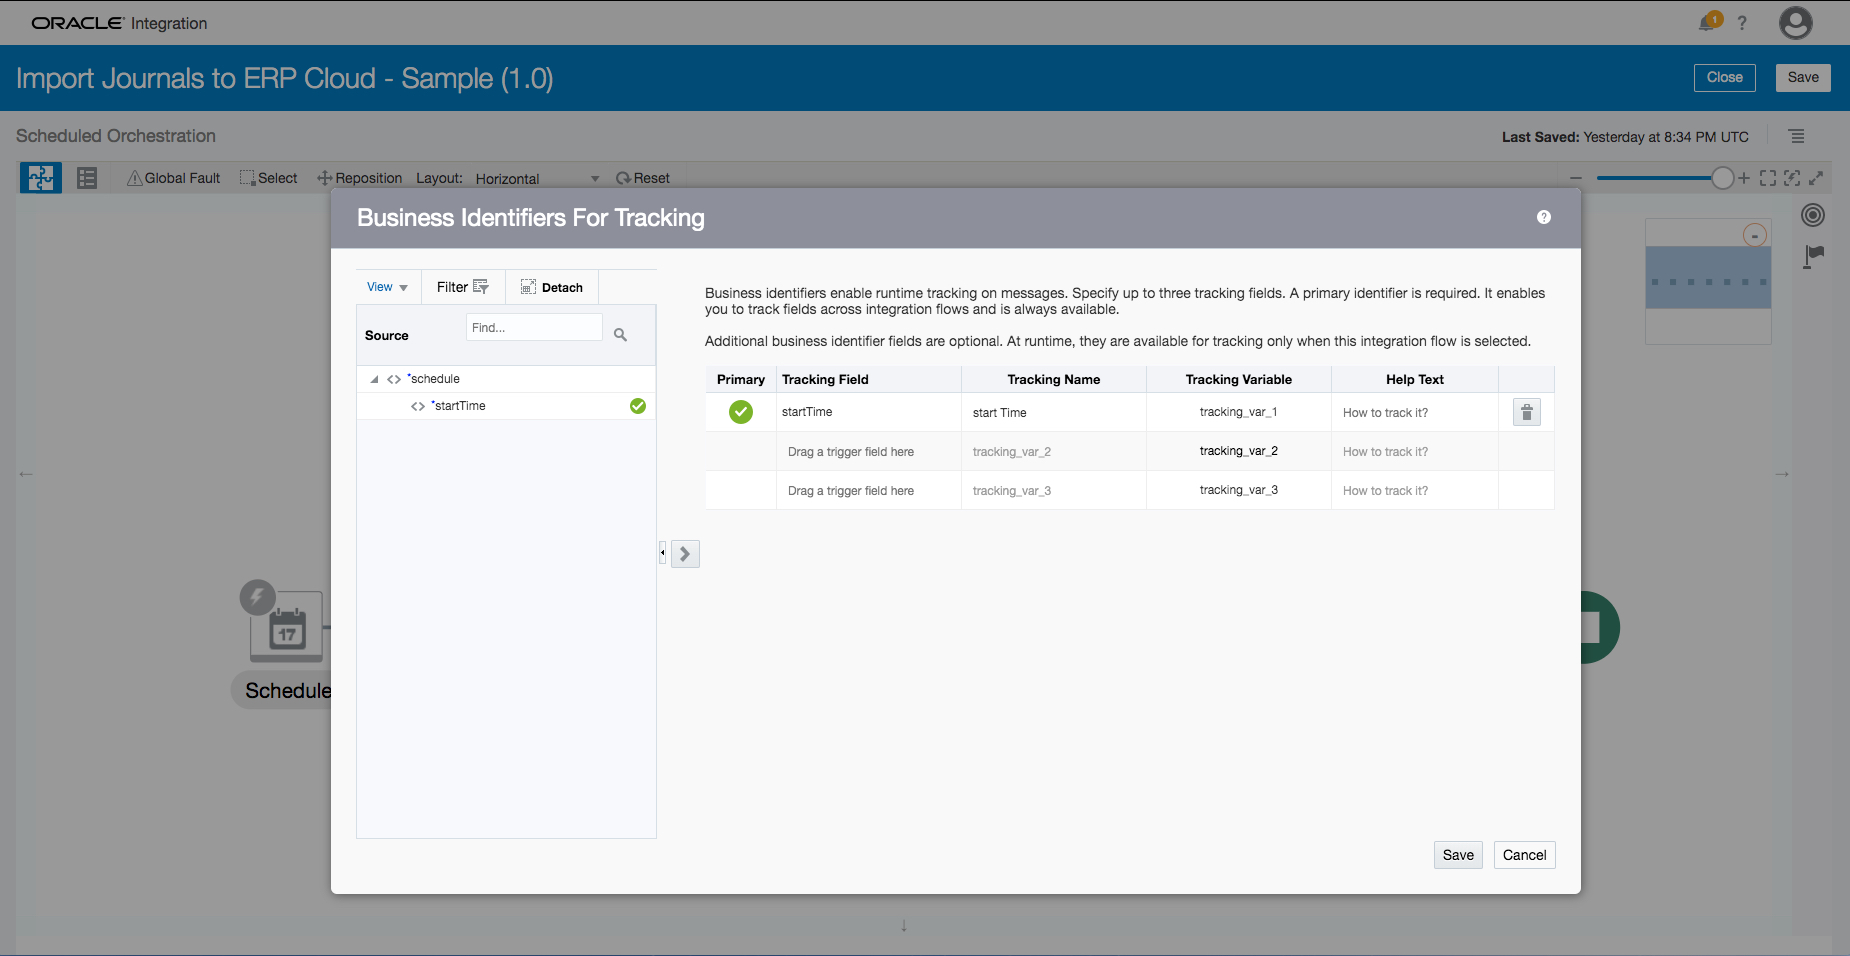 ORACLE Integration
1
?
Import Journals to ERP Cloud - Sample (1.0)
Close
Save
Scheduled Orchestration
Last Saved: Yesterday at 8:34 PM UTC
Global Fault
Select
Reposition
Layout:
Horizontal
Reset
Business Identifiers For Tracking
?
View
Filter
Detach
Source
Find...
*schedule
*startTime
Business identifiers enable runtime tracking on messages. Specify up to three tracking fields. A primary identifier is required. It enables
you to track fields across integration flows and is always available.
Additional business identifier fields are optional. At runtime, they are available for tracking only when this integration flow is selected.
Primary Tracking Field Tracking Name Tracking Variable Help Text
startTime start Time tracking_var_1 How to track it?
Drag a trigger field here tracking_var_2 tracking_var_2 How to track it?
Drag a trigger field here tracking_var_3 tracking_var_3 How to track it?
17
Schedule
Save
Cancel